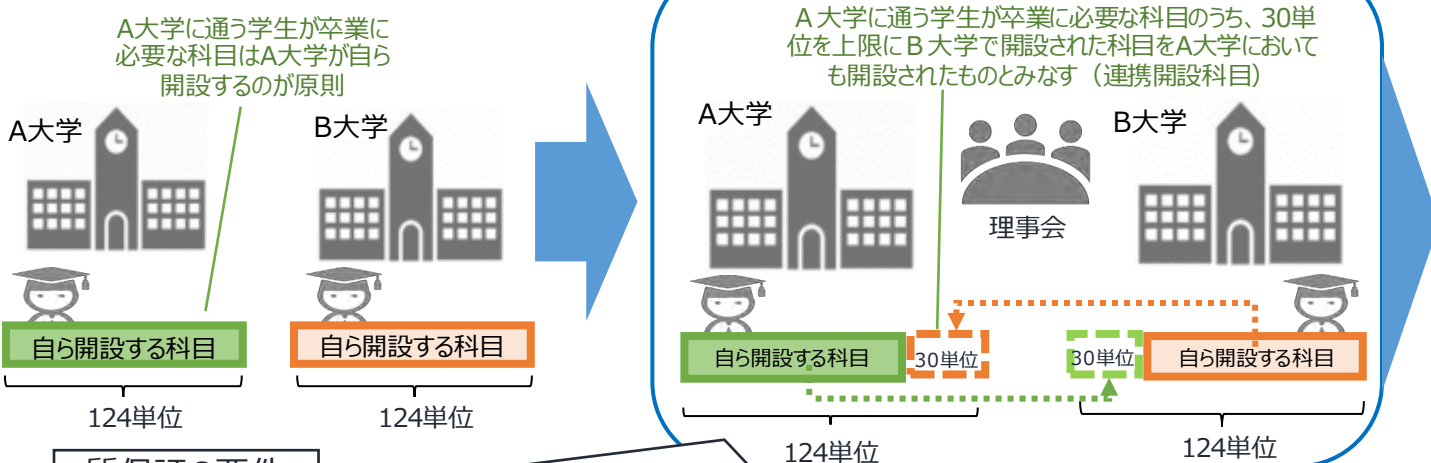 A大学に通う学生が卒業に
必要な科目はA大学が自ら
開設するのが原則
A大学
B大学
自ら開設する科目
自ら開設する科目
124単位
124単位
A大学に通う学生が卒業に必要な科目のうち、30単
位を上限にB大学で開設された科目をA大学において
も開設されたものとみなす（連携開設科目）
A大学
理事会
B大学
自ら開設する科目
30単位
30単位
自ら開設する科目
124単位
124単位
質保証の要件